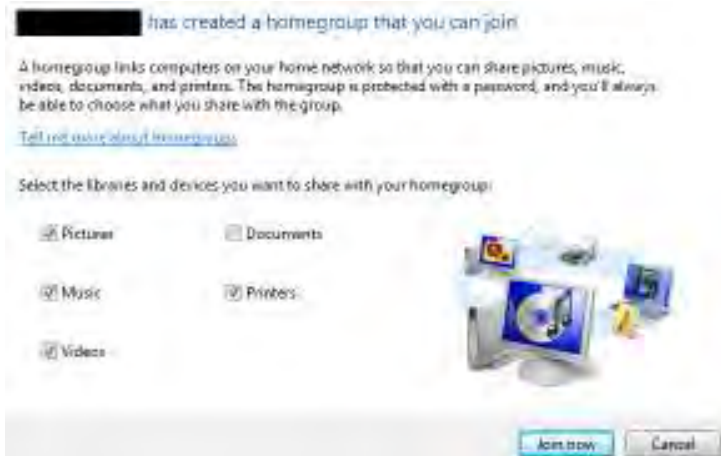 has created a homegroup that you can join
A homegroup links computers on your home network so that you can share pictures, music,
videos, documents, and printers. The homegroup is protected with a password, and you'll always
be able to choose what you share with the group.
Tell me more about homegroups
Select the libraries and devices you want to share with your homegroup:
Pictures Documents
Music Printers
Videos
Join now Cancel